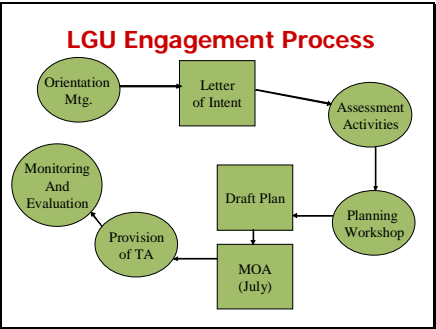 LGU Engagement Process
Orientation
Mtg.
Letter
of Intent
Assessment
Activities
Planning
Workshop
Draft Plan
MOA
(July)
Provision
of TA
Monitoring
And
Evaluation